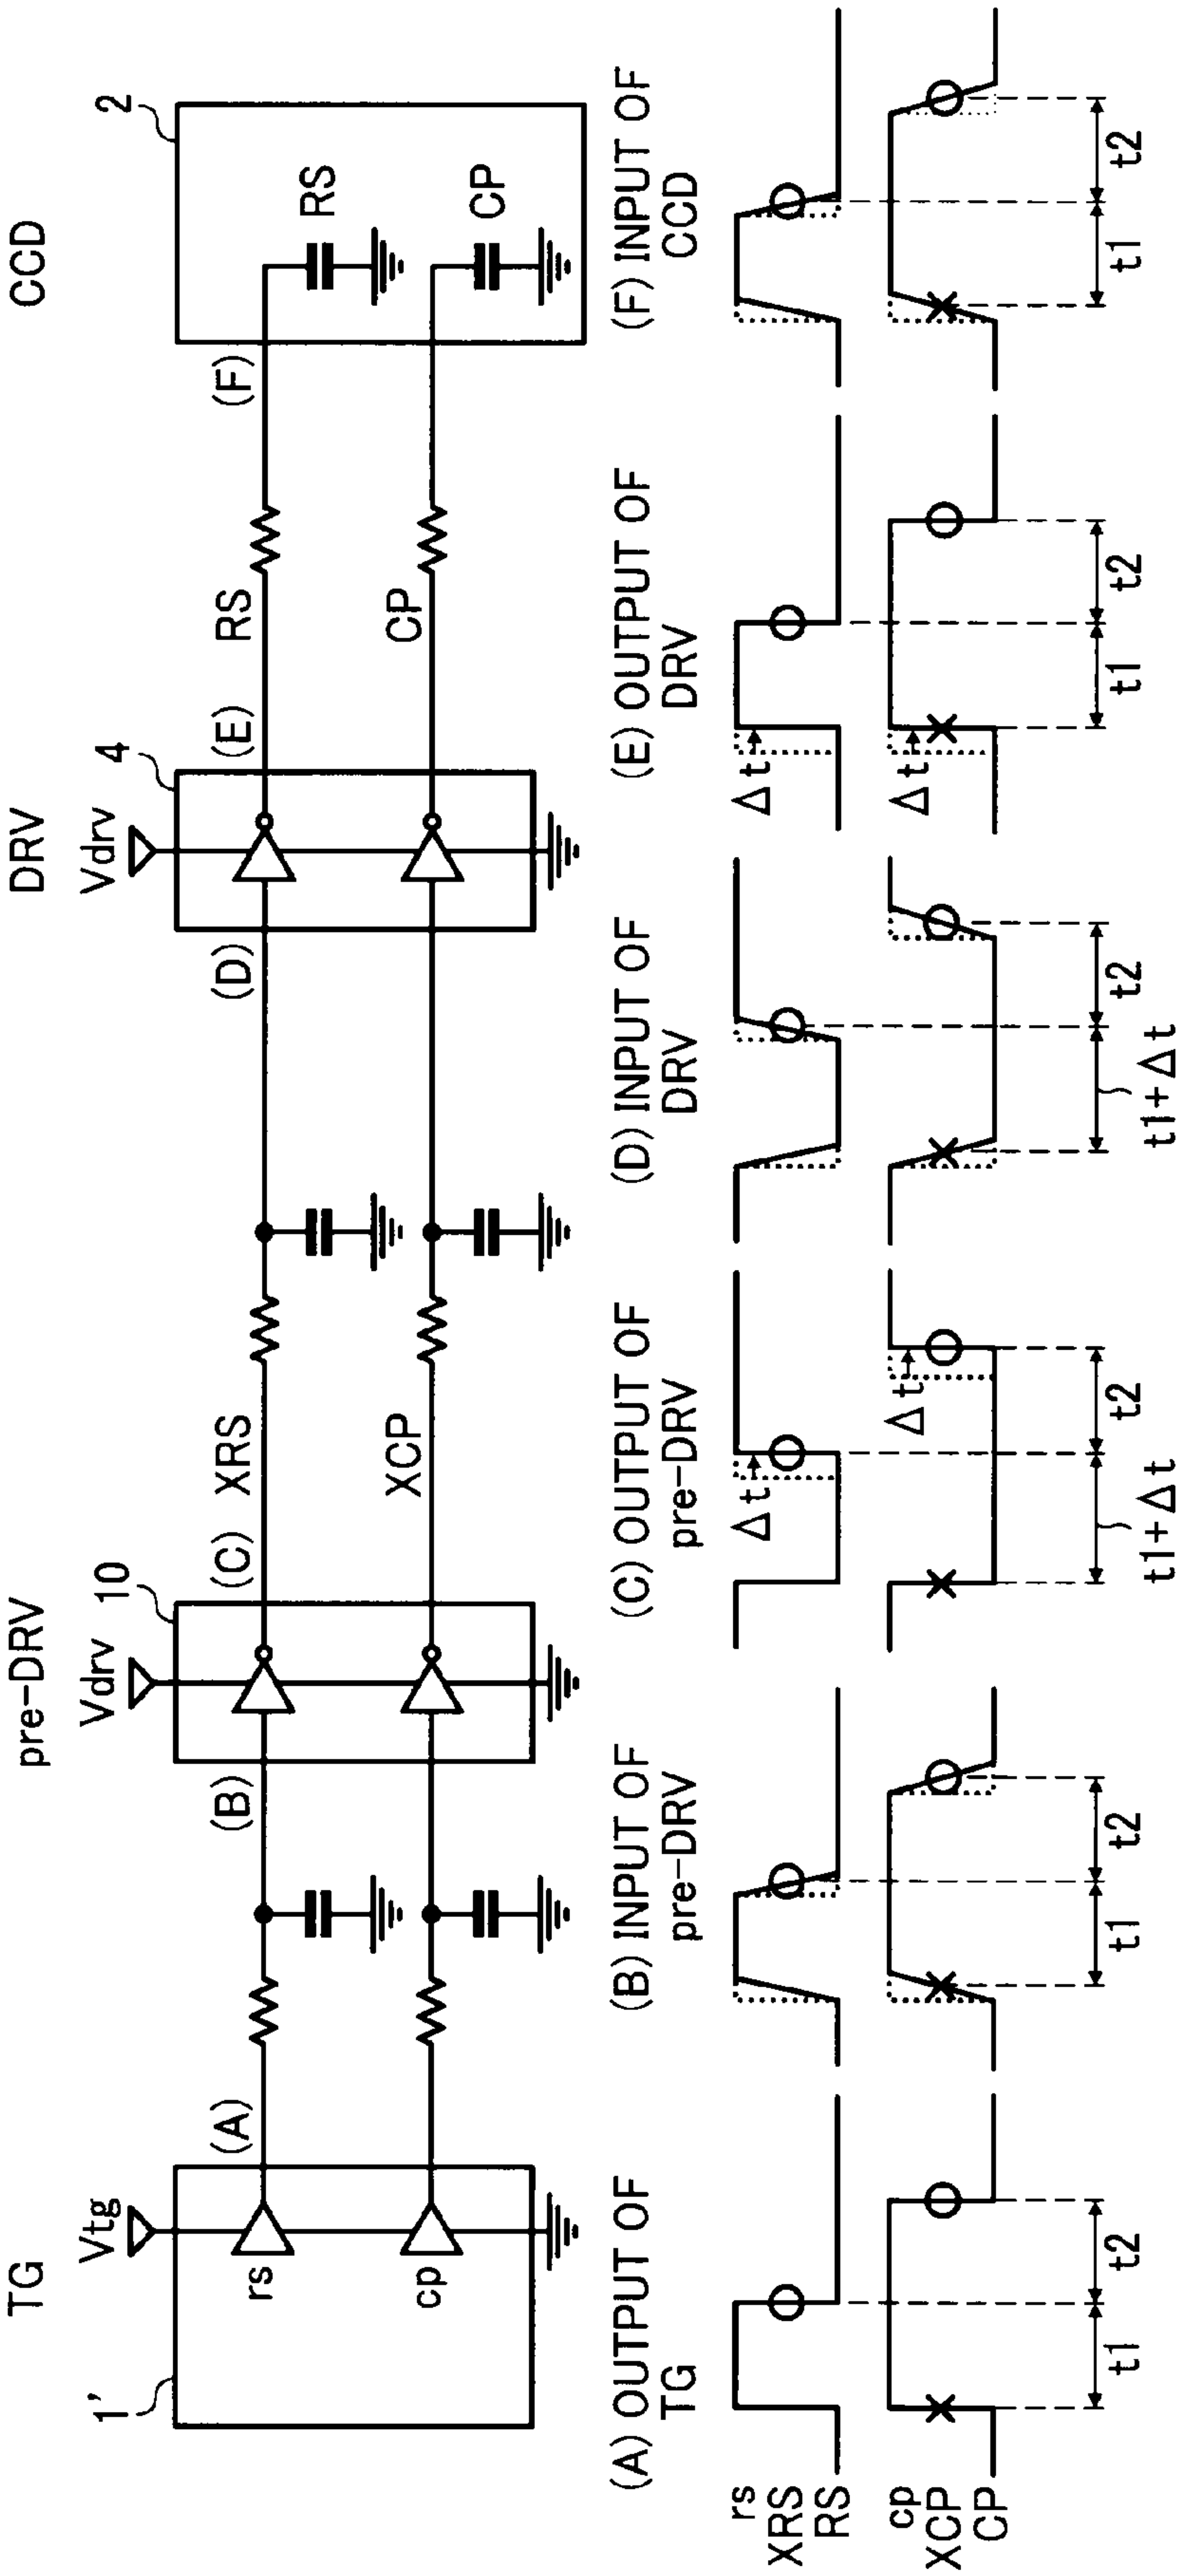 TG
pre-DRV
DRV
CCD
Vtg
Vdrv
Vdrv
1'
10
4
2
(A)
(B)
(C) XRS
(D)
(E) RS
(F)
rs
RS
cp
XCP
CP
CP
(A) OUTPUT OF
TG
(B) INPUT OF
pre-DRV
(C) OUTPUT OF
pre-DRV
(D) INPUT OF
DRV
(E) OUTPUT OF
DRV
(F) INPUT OF
CCD
rs
XRS
RS
Δt
Δt
cp
XCP
CP
Δt
Δt
t1 t2
t1 t2
t1+Δt t2
t1+Δt t2
t1 t2
t1 t2